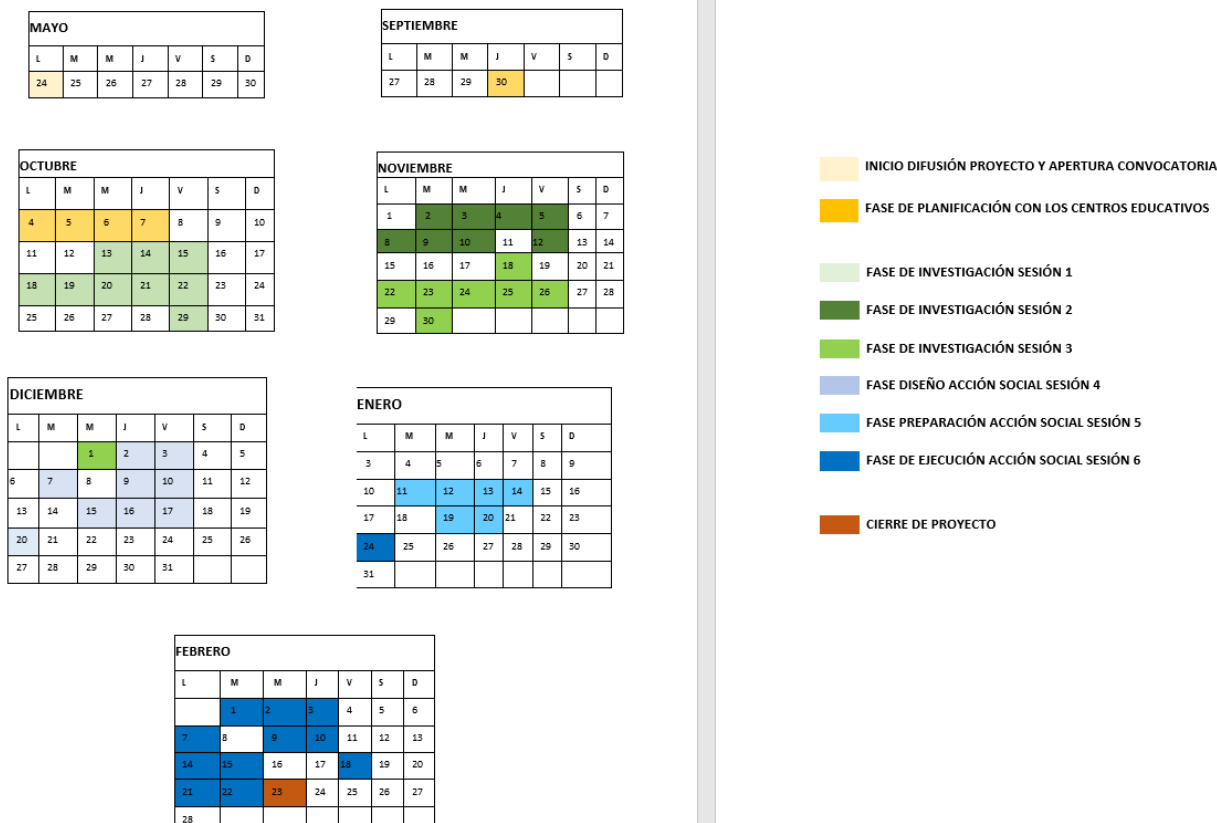 MAYO
L M M J V S D
24 25 26 27 28 29 30
SEPTIEMBRE
L M M J V S D
27 28 29 30
OCTUBRE
L M M J V S D
4 5 6 7 8 9 10
11 12 13 14 15 16 17
18 19 20 21 22 23 24
25 26 27 28 29 30 31
NOVIEMBRE
L M M J V S D
1 2 3 4 5 6 7
8 9 10 11 12 13 14
15 16 17 18 19 20 21
22 23 24 25 26 27 28
29 30
DICIEMBRE
L M M J V S D
1 2 3 4 5
6 7 8 9 10 11 12
13 14 15 16 17 18 19
20 21 22 23 24 25 26
27 28 29 30 31
ENERO
L M M J V S D
3 4 5 6 7 8 9
10 11 12 13 14 15 16
17 18 19 20 21 22 23
24 25 26 27 28 29 30
31
FEBRERO
L M M J V S D
1 2 3 4 5 6
7 8 9 10 11 12 13
14 15 16 17 18 19 20
21 22 23 24 25 26 27
28
INICIO DIFUSIÓN PROYECTO Y APERTURA CONVOCATORIA
FASE DE PLANIFICACIÓN CON LOS CENTROS EDUCATIVOS
FASE DE INVESTIGACIÓN SESIÓN 1
FASE DE INVESTIGACIÓN SESIÓN 2
FASE DE INVESTIGACIÓN SESIÓN 3
FASE DISEÑO ACCIÓN SOCIAL SESIÓN 4
FASE PREPARACIÓN ACCIÓN SOCIAL SESIÓN 5
FASE DE EJECUCIÓN ACCIÓN SOCIAL SESIÓN 6
CIERRE DE PROYECTO